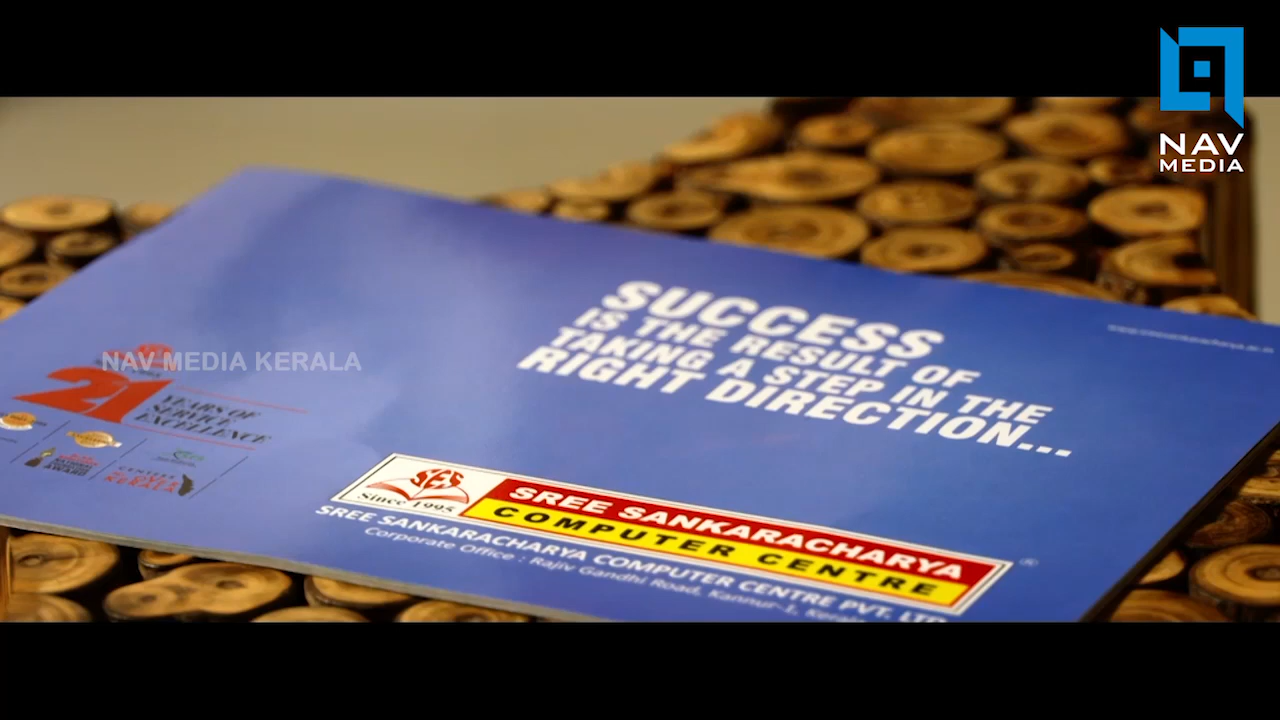 NAV
MEDIA
SUCCESS
IS THE RESULT OF
TAKING A STEP IN THE
RIGHT DIRECTION...
NAV MEDIA KERALA
21
YEARS OF
SERVICE
EXCELLENCE
SES
Since 1995
SREE SANKARACHARYA
COMPUTER CENTRE
SREE SANKARACHARYA COMPUTER CENTRE PVT. LTD
Corporate Office : Rajiv Gandhi Road, Kannur-1, Kerala